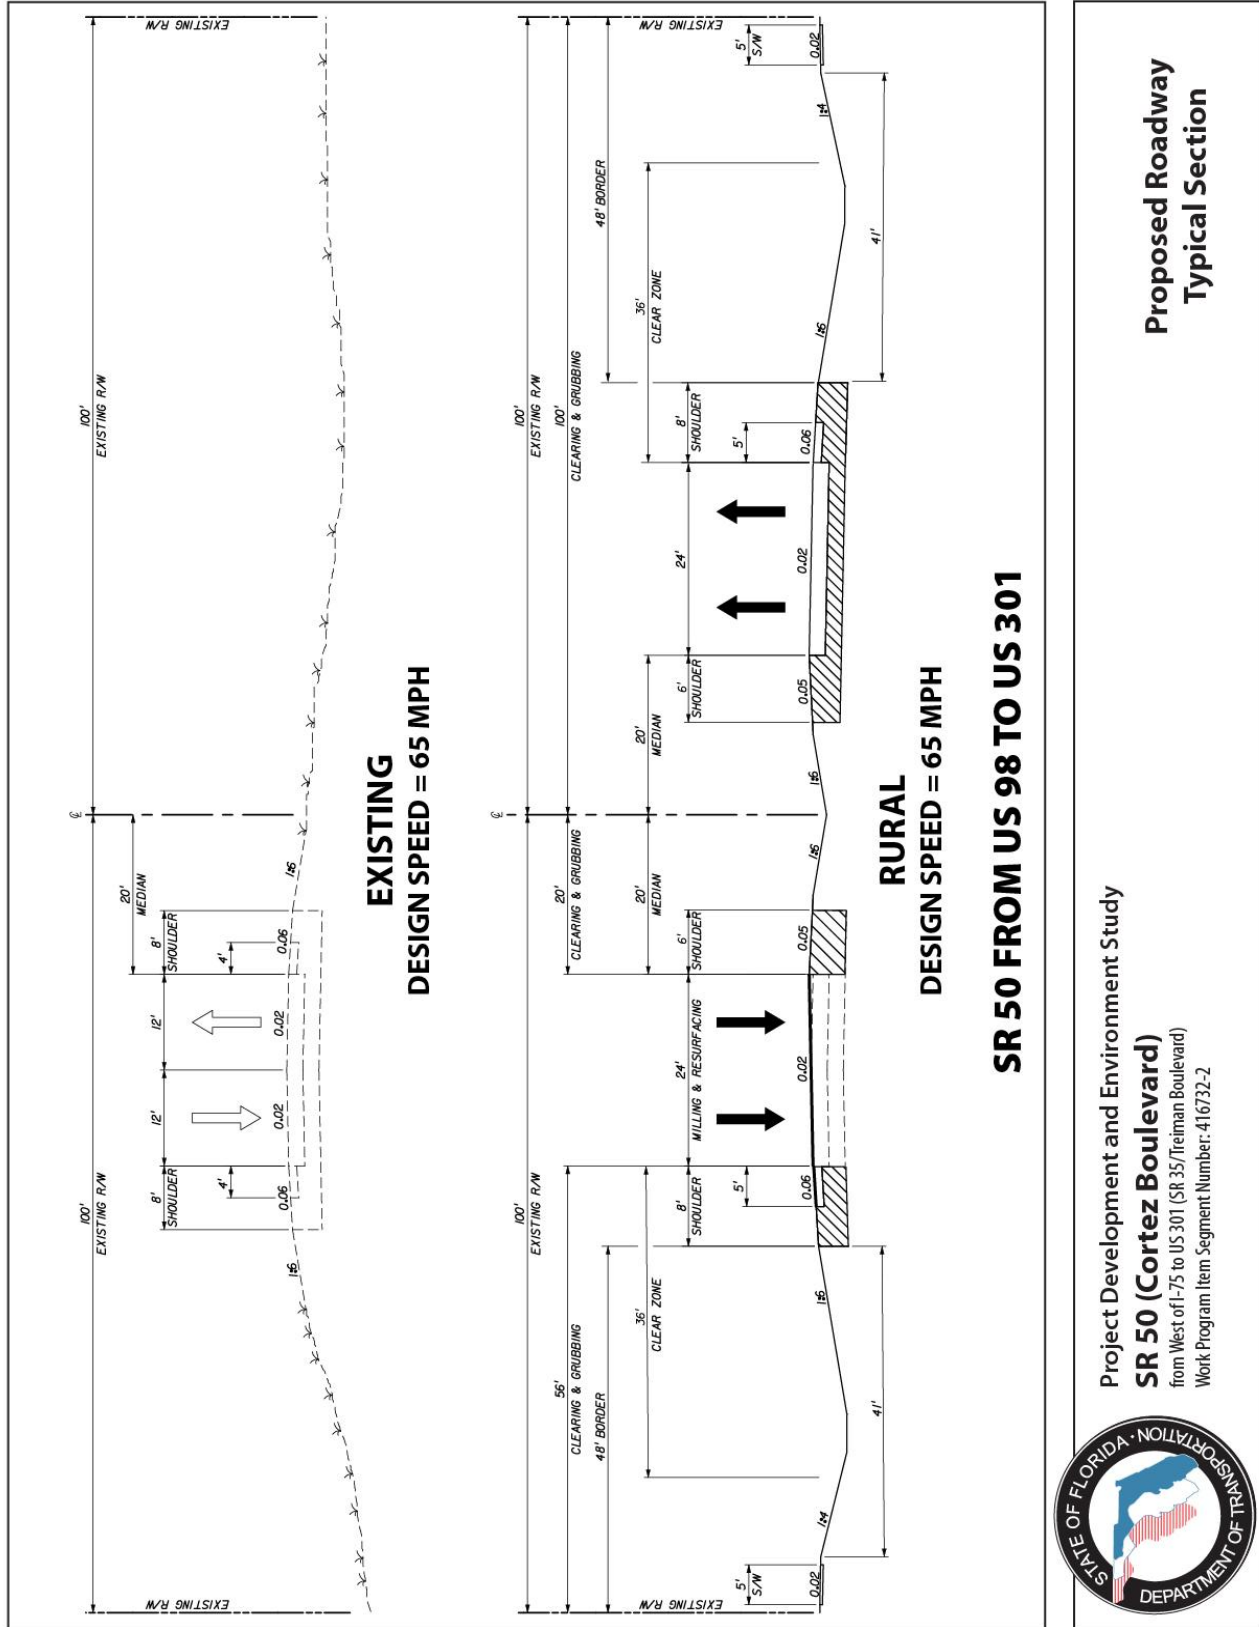 100'
EXISTING R/W
℄
100'
EXISTING R/W
20'
MEDIAN
8'
SHOULDER
12'
12'
8'
SHOULDER
4'
4'
EXISTING R/W
EXISTING R/W
0.06
0.02
0.02
0.06
1:6
1:6
EXISTING
DESIGN SPEED = 65 MPH
100'
EXISTING R/W
℄
100'
EXISTING R/W
56'
CLEARING & GRUBBING
20'
CLEARING & GRUBBING
100'
CLEARING & GRUBBING
48' BORDER
48' BORDER
36'
CLEAR ZONE
20'
MEDIAN
20'
MEDIAN
36'
CLEAR ZONE
EXISTING R/W
EXISTING R/W
8'
SHOULDER
24'
MILLING & RESURFACING
6'
SHOULDER
6'
SHOULDER
24'
8'
SHOULDER
5'
S/W
5'
5'
5'
S/W
0.02
1:4
1:6
0.06
0.02
0.05
1:6
1:6
0.05
0.02
0.06
1:6
1:4
0.02
41'
41'
RURAL
DESIGN SPEED = 65 MPH
SR 50 FROM US 98 TO US 301
STATE OF FLORIDA
DEPARTMENT OF TRANSPORTATION
Project Development and Environment Study
SR 50 (Cortez Boulevard)
from West of I-75 to US 301 (SR 35/Treiman Boulevard)
Work Program Item Segment Number: 416732-2
Proposed Roadway
Typical Section